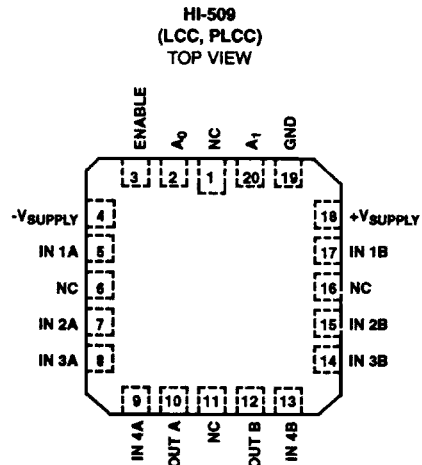 HI-509
(LCC, PLCC)
TOP VIEW
ENABLE A0 NC A1 GND
3 2 1 20 19
-VSUPPLY 4 18 +VSUPPLY
IN 1A 5 17 IN 1B
NC 6 16 NC
IN 2A 7 15 IN 2B
IN 3A 8 14 IN 3B
9 10 11 12 13
IN 4A OUT A NC OUT B IN 4B